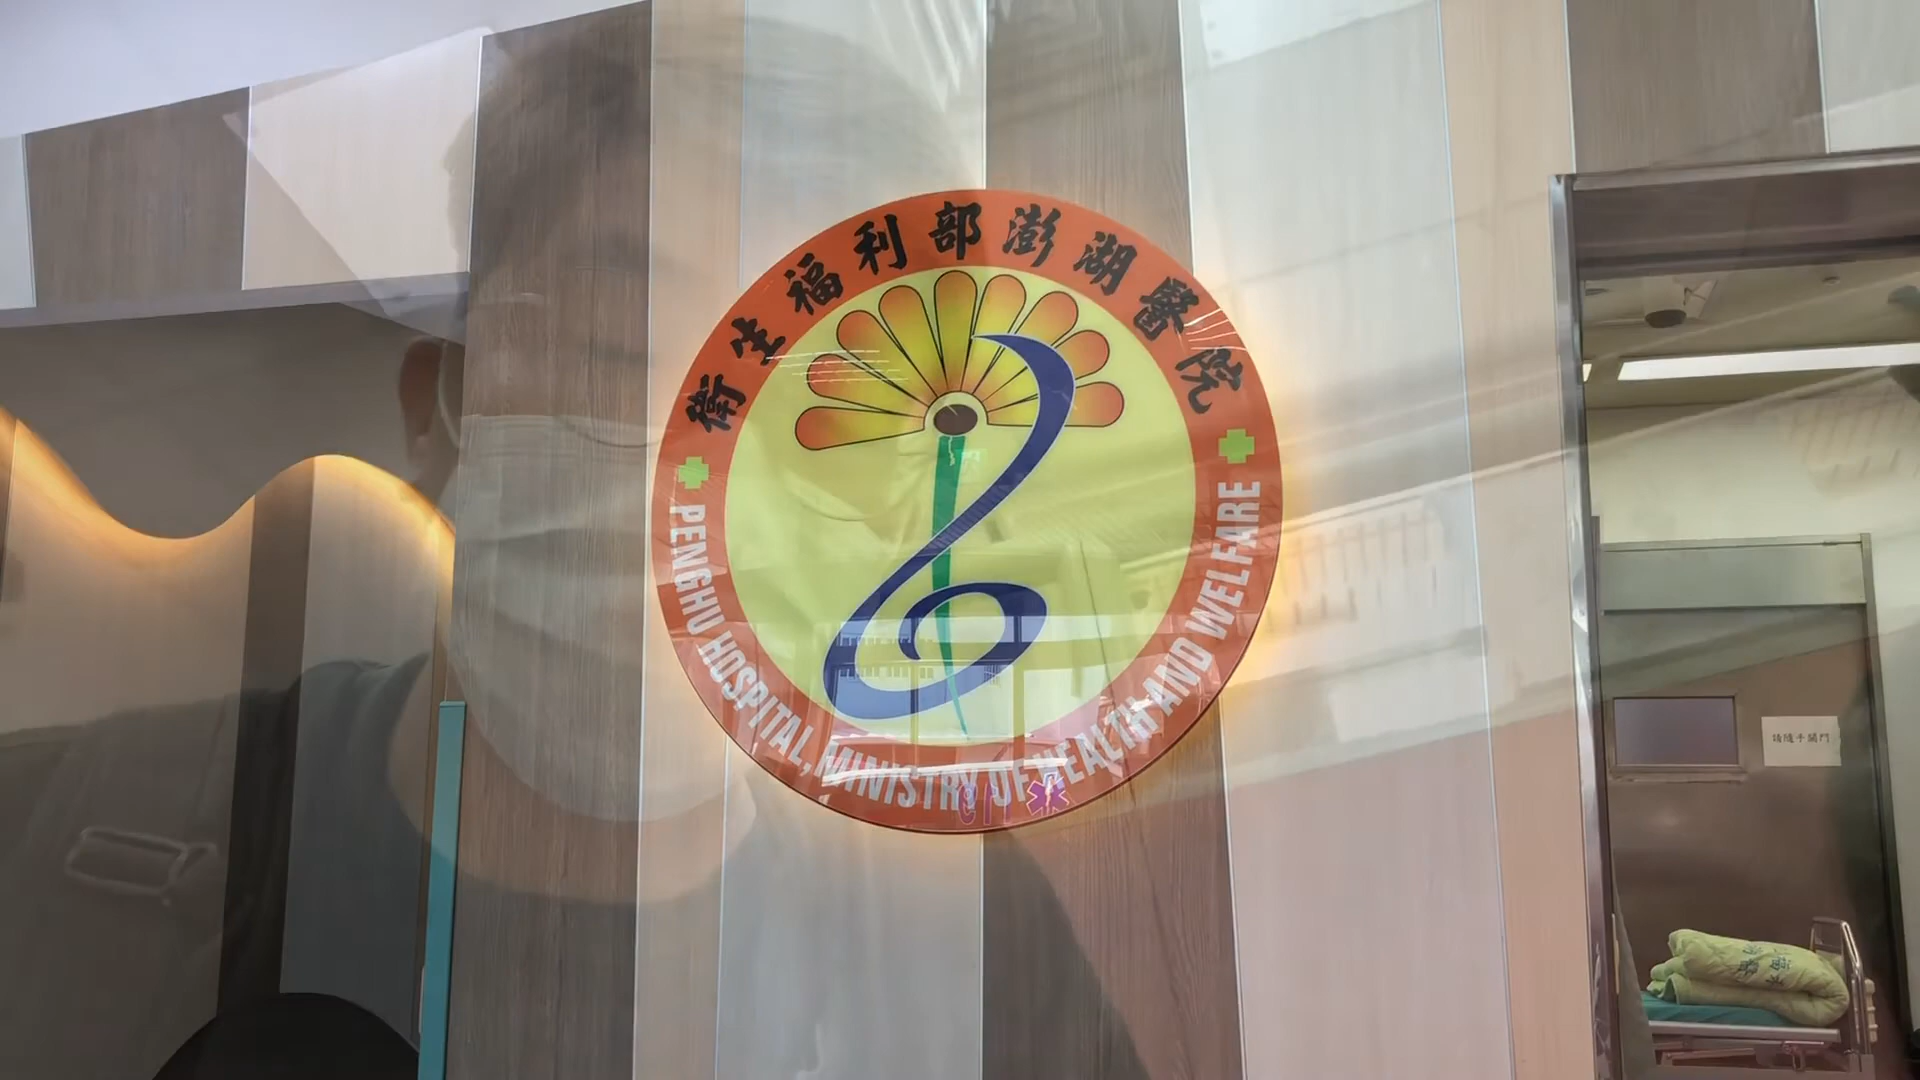 衛生福利部澎湖醫院
PENGHU HOSPITAL, MINISTRY OF HEALTH AND WELFARE
請隨手關門